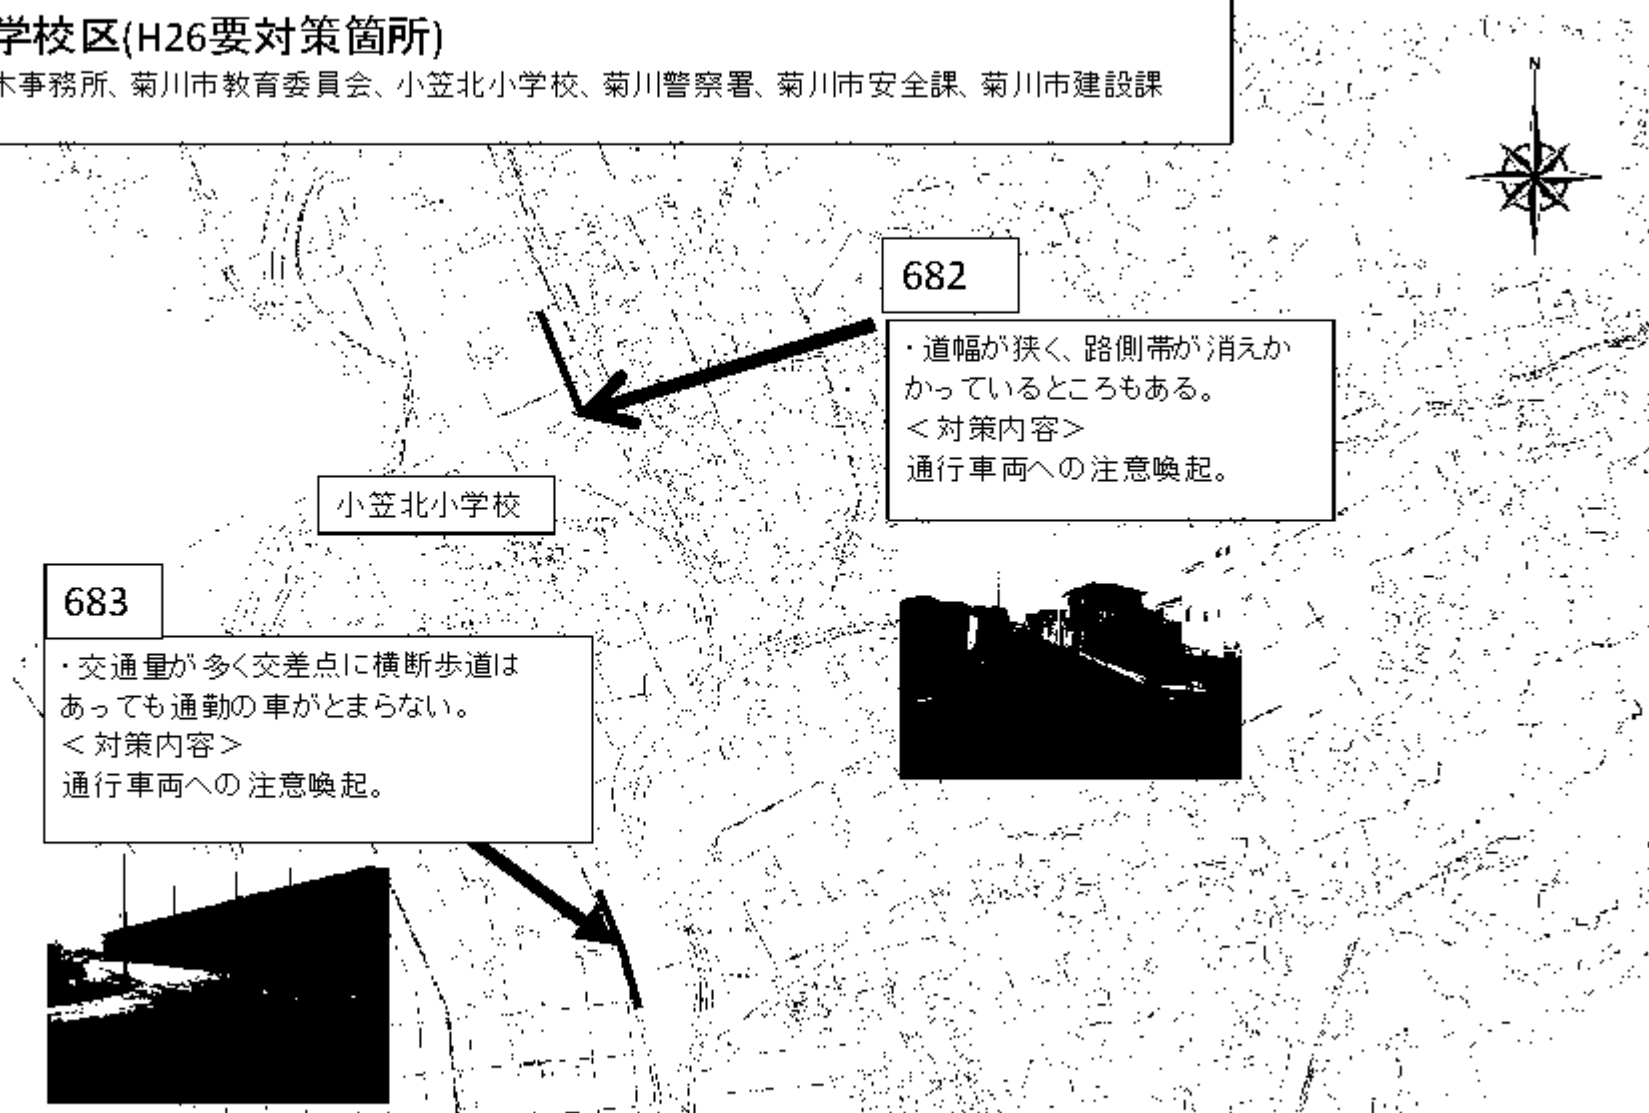 学校区(H26要対策箇所)
木事務所、菊川市教育委員会、小笠北小学校、菊川警察署、菊川市安全課、菊川市建設課
N
682
・道幅が狭く、路側帯が消えか
かっているところもある。
＜対策内容＞
通行車両への注意喚起。
小笠北小学校
683
・交通量が多く交差点に横断歩道は
あっても通勤の車がとまらない。
＜対策内容＞
通行車両への注意喚起。